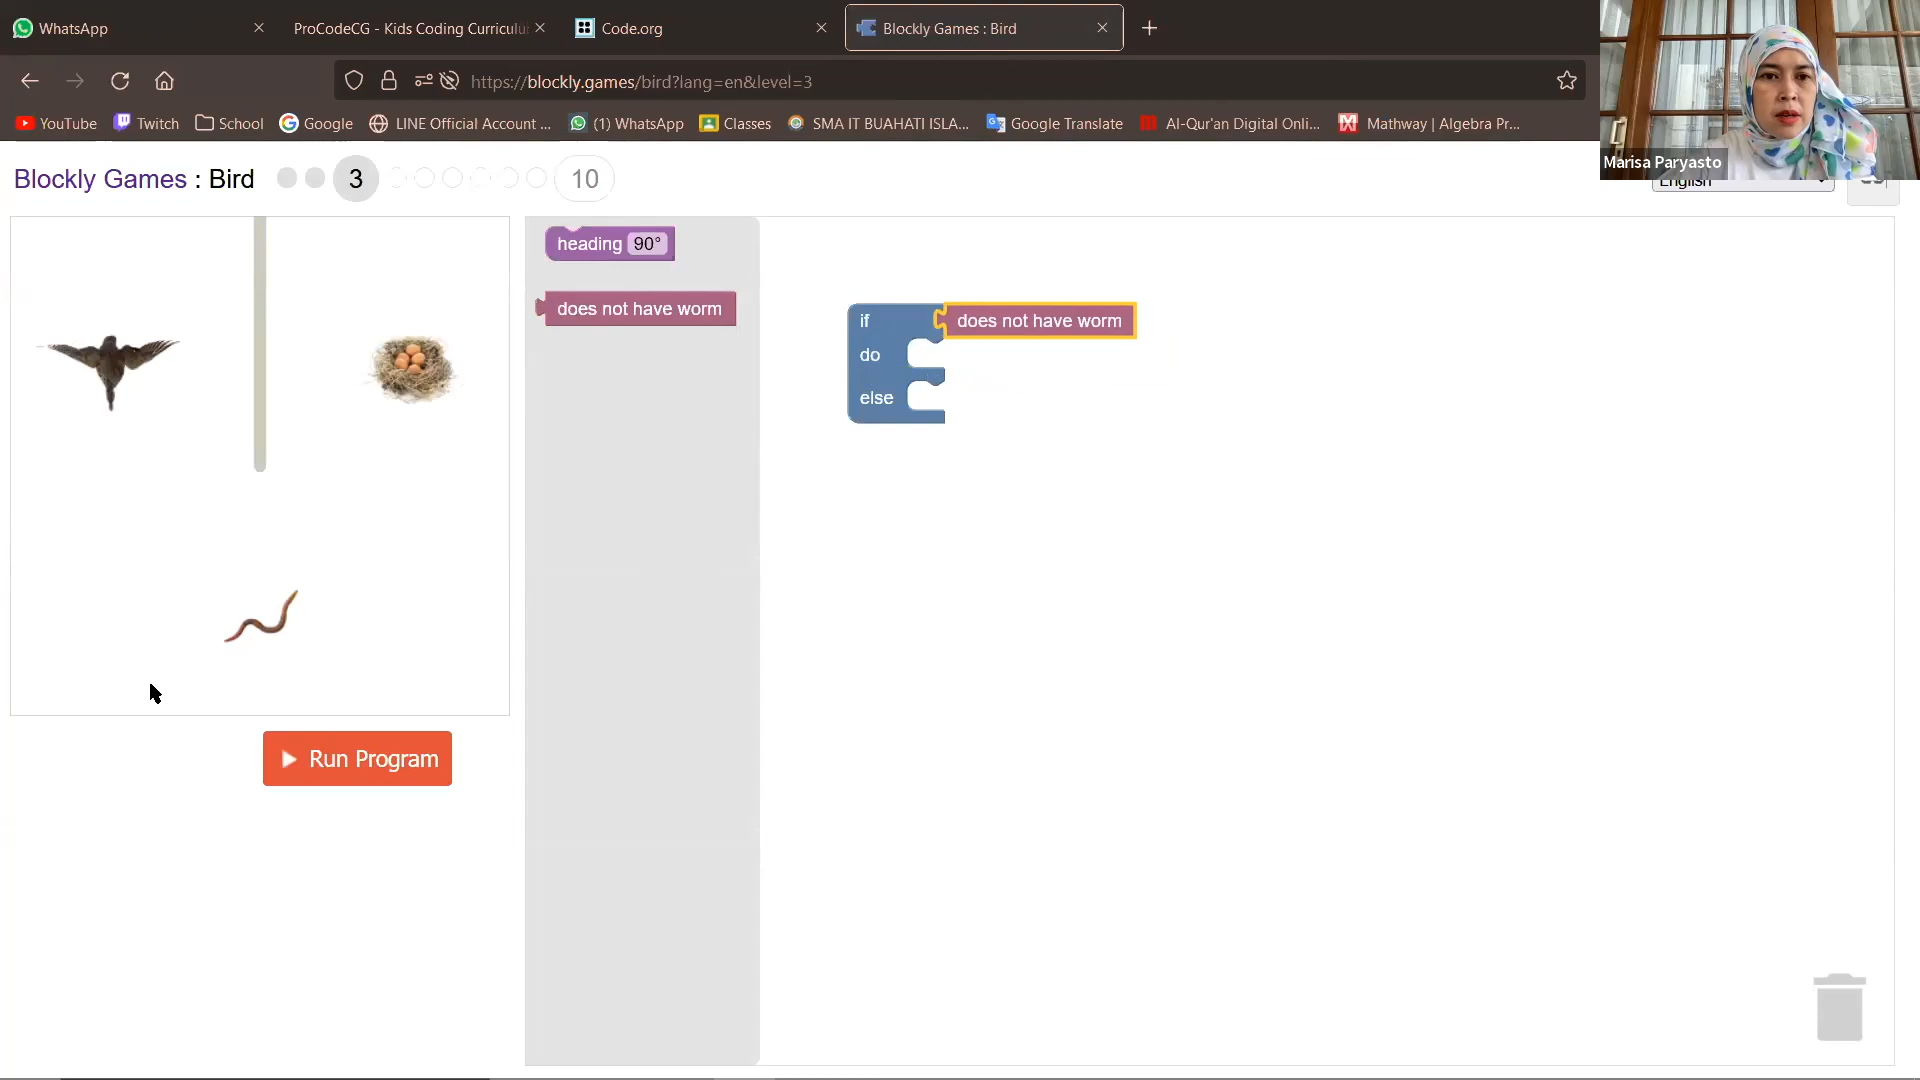 WhatsApp
ProCodeCG - Kids Coding Curriculu
Code.org
Blockly Games : Bird
https://blockly.games/bird?lang=en&level=3
YouTube
Twitch
School
Google
LINE Official Account ...
(1) WhatsApp
Classes
SMA IT BUAHATI ISLA...
Google Translate
Al-Qur'an Digital Onli...
Mathway | Algebra Pr...
Marisa Paryasto
Blockly Games : Bird
3
10
English
heading 90°
does not have worm
if does not have worm
do
else
Run Program